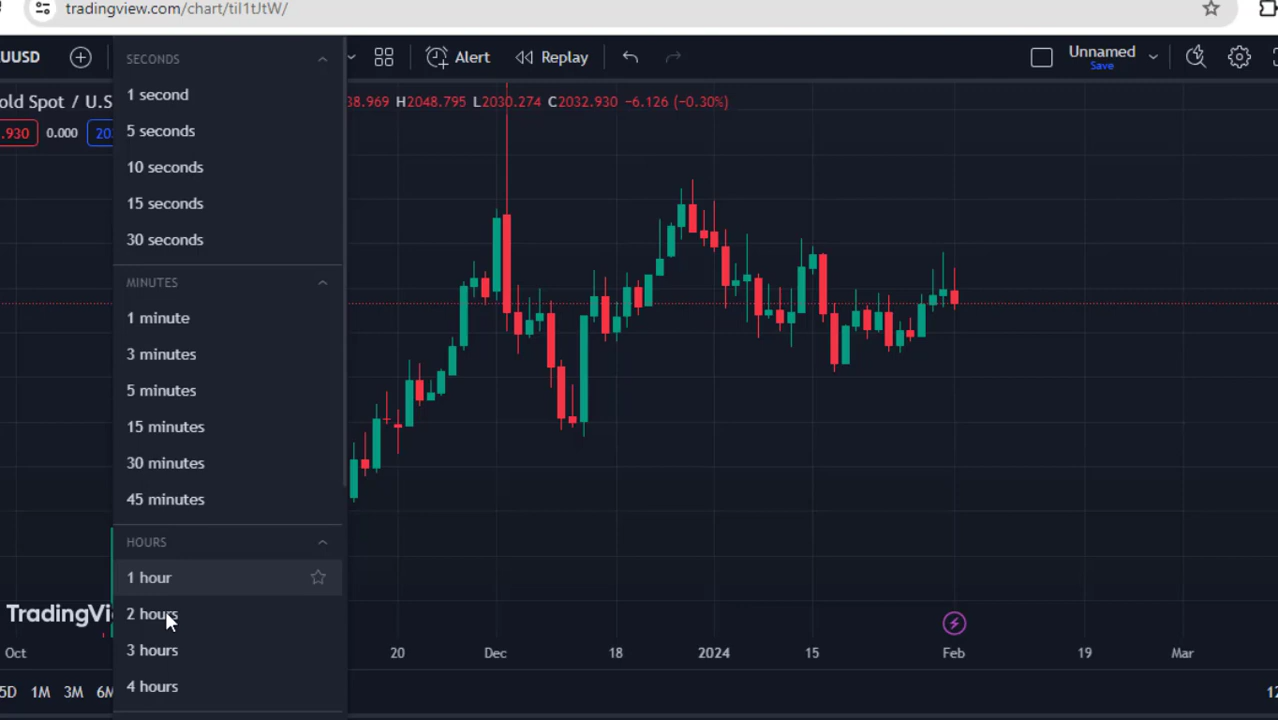 tradingview.com/chart/til1tJtW/
UUSD
Alert
Replay
Unnamed
Save
old Spot / U.S
38.969 H2048.795 L2030.274 C2032.930 -6.126 (-0.30%)
.930
0.000
20
SECONDS
1 second
5 seconds
10 seconds
15 seconds
30 seconds
MINUTES
1 minute
3 minutes
5 minutes
15 minutes
30 minutes
45 minutes
HOURS
1 hour
2 hours
3 hours
4 hours
TradingVi
Oct
20
Dec
18
2024
15
Feb
19
Mar
5D
1M
3M
6M
12